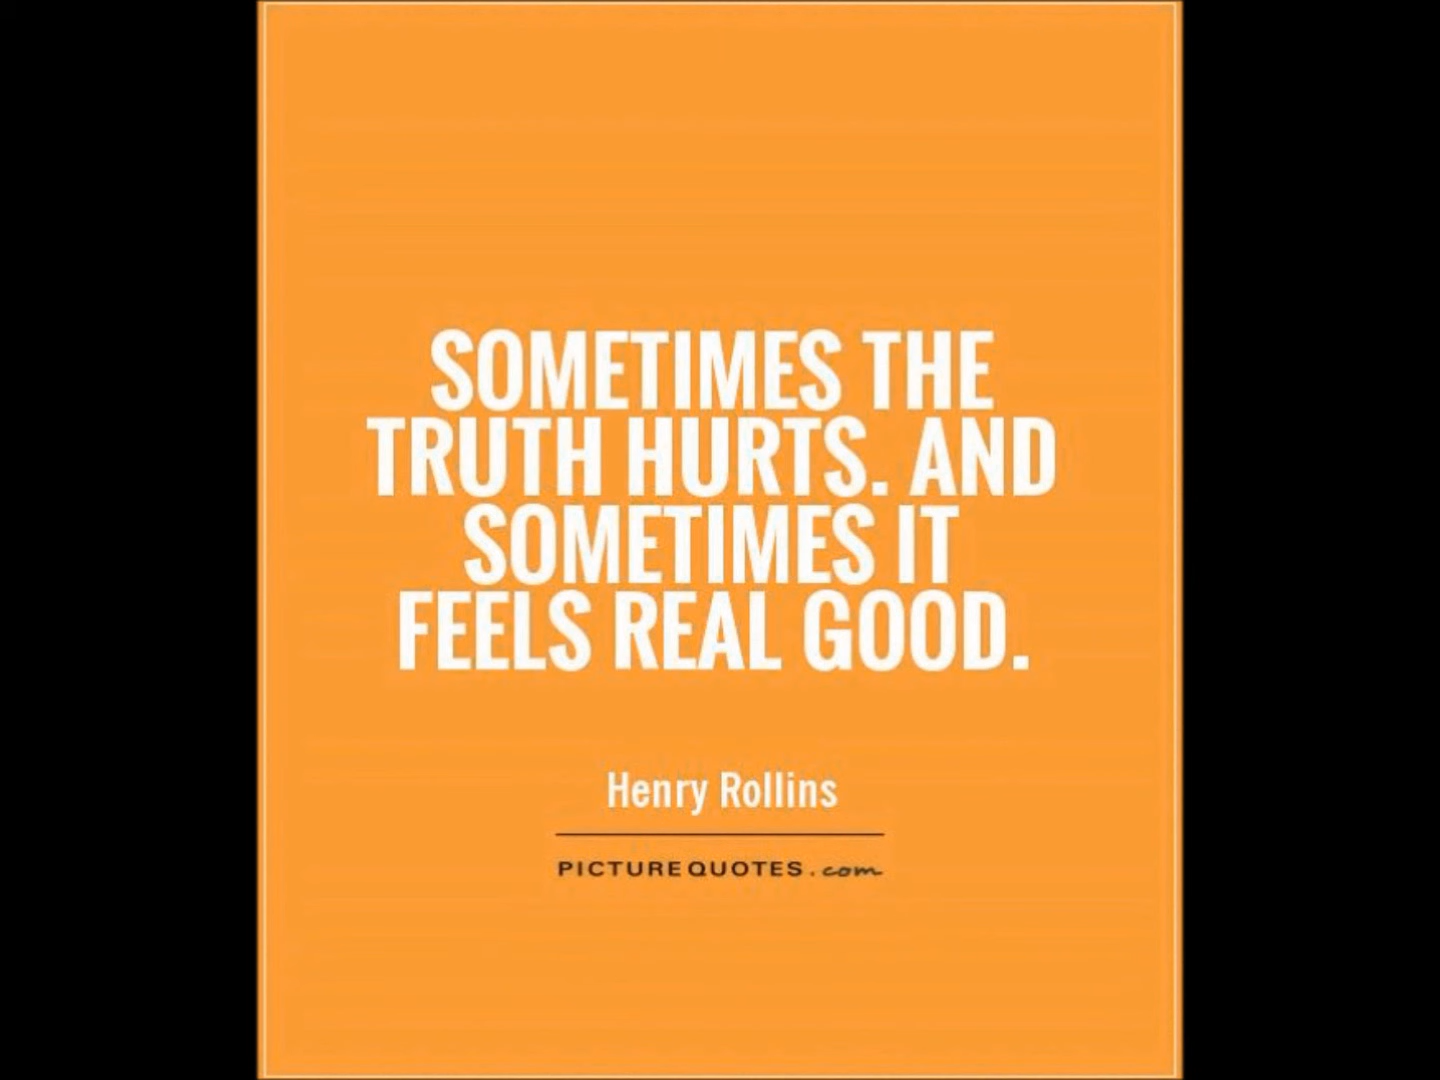 SOMETIMES THE
TRUTH HURTS. AND
SOMETIMES IT
FEELS REAL GOOD.
Henry Rollins
PICTUREQUOTES.com